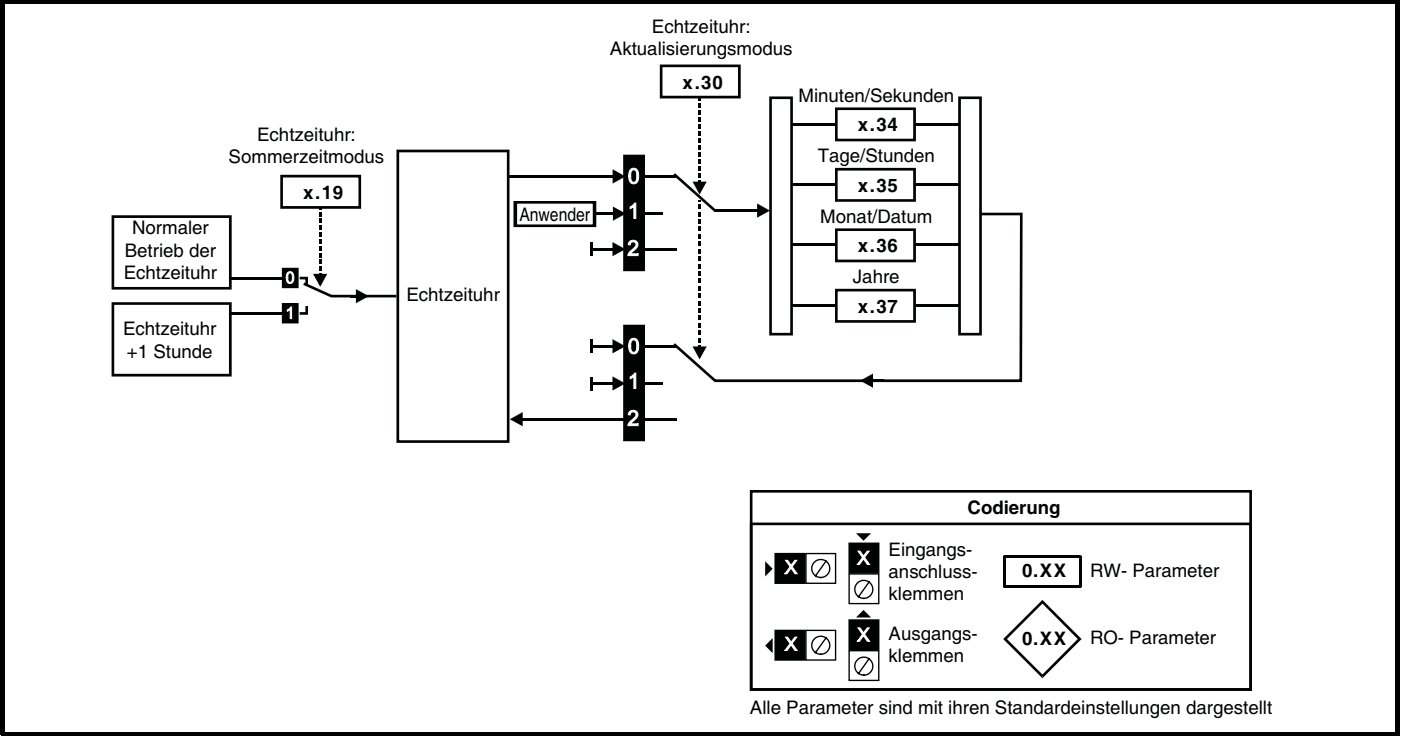 Echtzeituhr:
Aktualisierungsmodus
x.30
Echtzeituhr:
Sommerzeitmodus
x.19
Normaler
Betrieb der
Echtzeituhr
0
1
Echtzeituhr
+1 Stunde
Echtzeituhr
0
Anwender
1
2
0
1
2
Minuten/Sekunden
x.34
Tage/Stunden
x.35
Monat/Datum
x.36
Jahre
x.37
Codierung
X
X
Eingangs-
anschluss-
klemmen
0.XX
RW- Parameter
X
X
Ausgangs-
klemmen
0.XX
RO- Parameter
Alle Parameter sind mit ihren Standardeinstellungen dargestellt